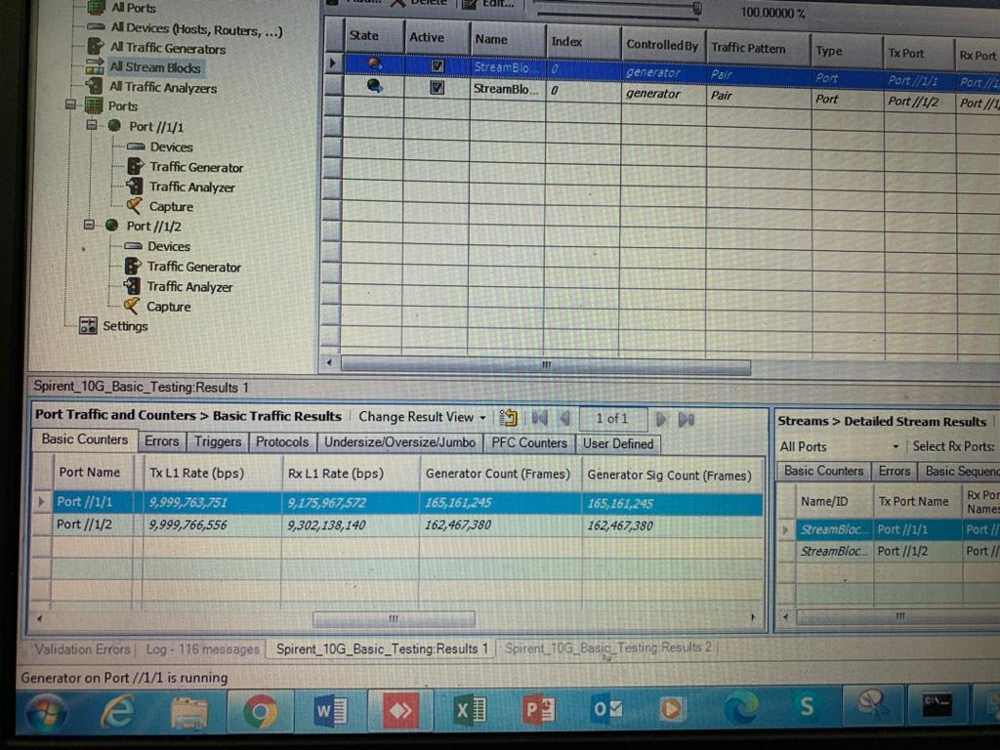 All Ports
All Devices (Hosts, Routers, ...)
All Traffic Generators
All Stream Blocks
All Traffic Analyzers
Ports
Port //1/1
Devices
Traffic Generator
Traffic Analyzer
Capture
Port //1/2
Devices
Traffic Generator
Traffic Analyzer
Capture
Settings
Delete Edit... 100.00000 %
State Active Name Index Controlled By Traffic Pattern Type Tx Port Rx Port
StreamBlo... 0 generator Pair Port Port //1/1 Port //1
StreamBlo... 0 generator Pair Port Port //1/2 Port //1
Spirent_10G_Basic_Testing:Results 1
Port Traffic and Counters > Basic Traffic Results Change Result View 1 of 1
Basic Counters Errors Triggers Protocols Undersize/Oversize/Jumbo PFC Counters User Defined
Port Name Tx L1 Rate (bps) Rx L1 Rate (bps) Generator Count (Frames) Generator Sig Count (Frames)
Port //1/1 9,999,763,751 9,175,967,572 165,161,245 165,161,245
Port //1/2 9,999,766,556 9,302,138,140 162,467,380 162,467,380
Streams > Detailed Stream Results
All Ports Select Rx Ports:
Basic Counters Errors Basic Sequenc
Name/ID Tx Port Name Rx Por
Names
StreamBloc... Port //1/1 Port //
StreamBloc... Port //1/2 Port //
Validation Errors Log - 116 messages Spirent_10G_Basic_Testing:Results 1 Spirent_10G_Basic_Testing:Results 2
Generator on Port //1/1 is running
W X P O S C:\